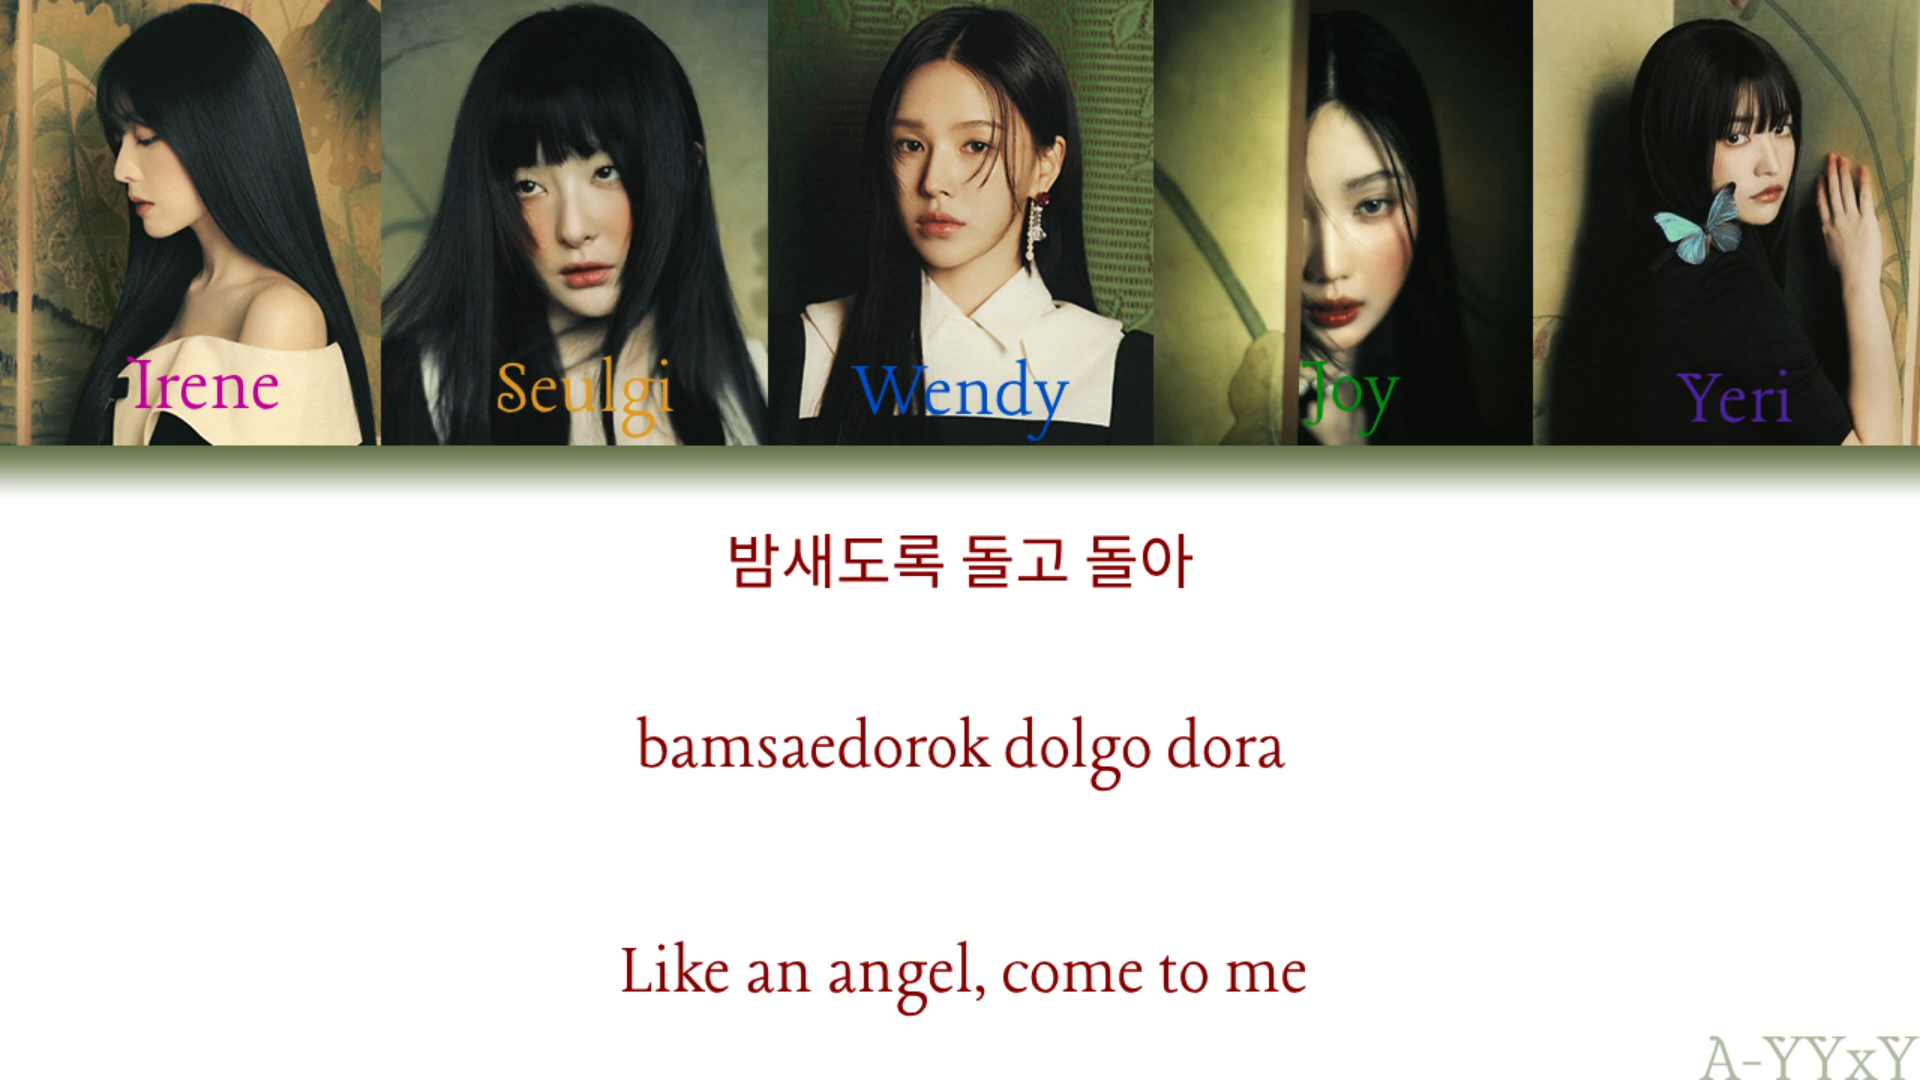 Irene Seulgi Wendy Joy Yeri
밤새도록 돌고 돌아
bamsaedorok dolgo dora
Like an angel, come to me
A-YYxY